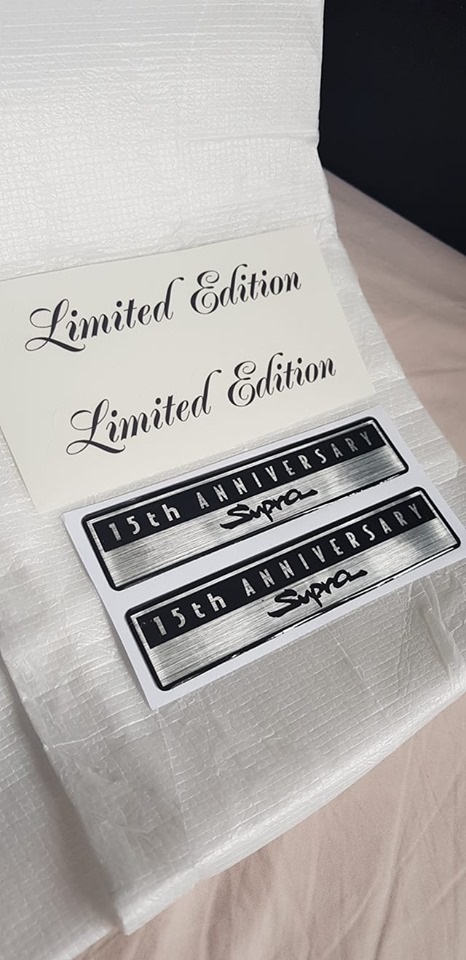 Limited Edition
Limited Edition
15th ANNIVERSARY
Supra
15th ANNIVERSARY
Supra